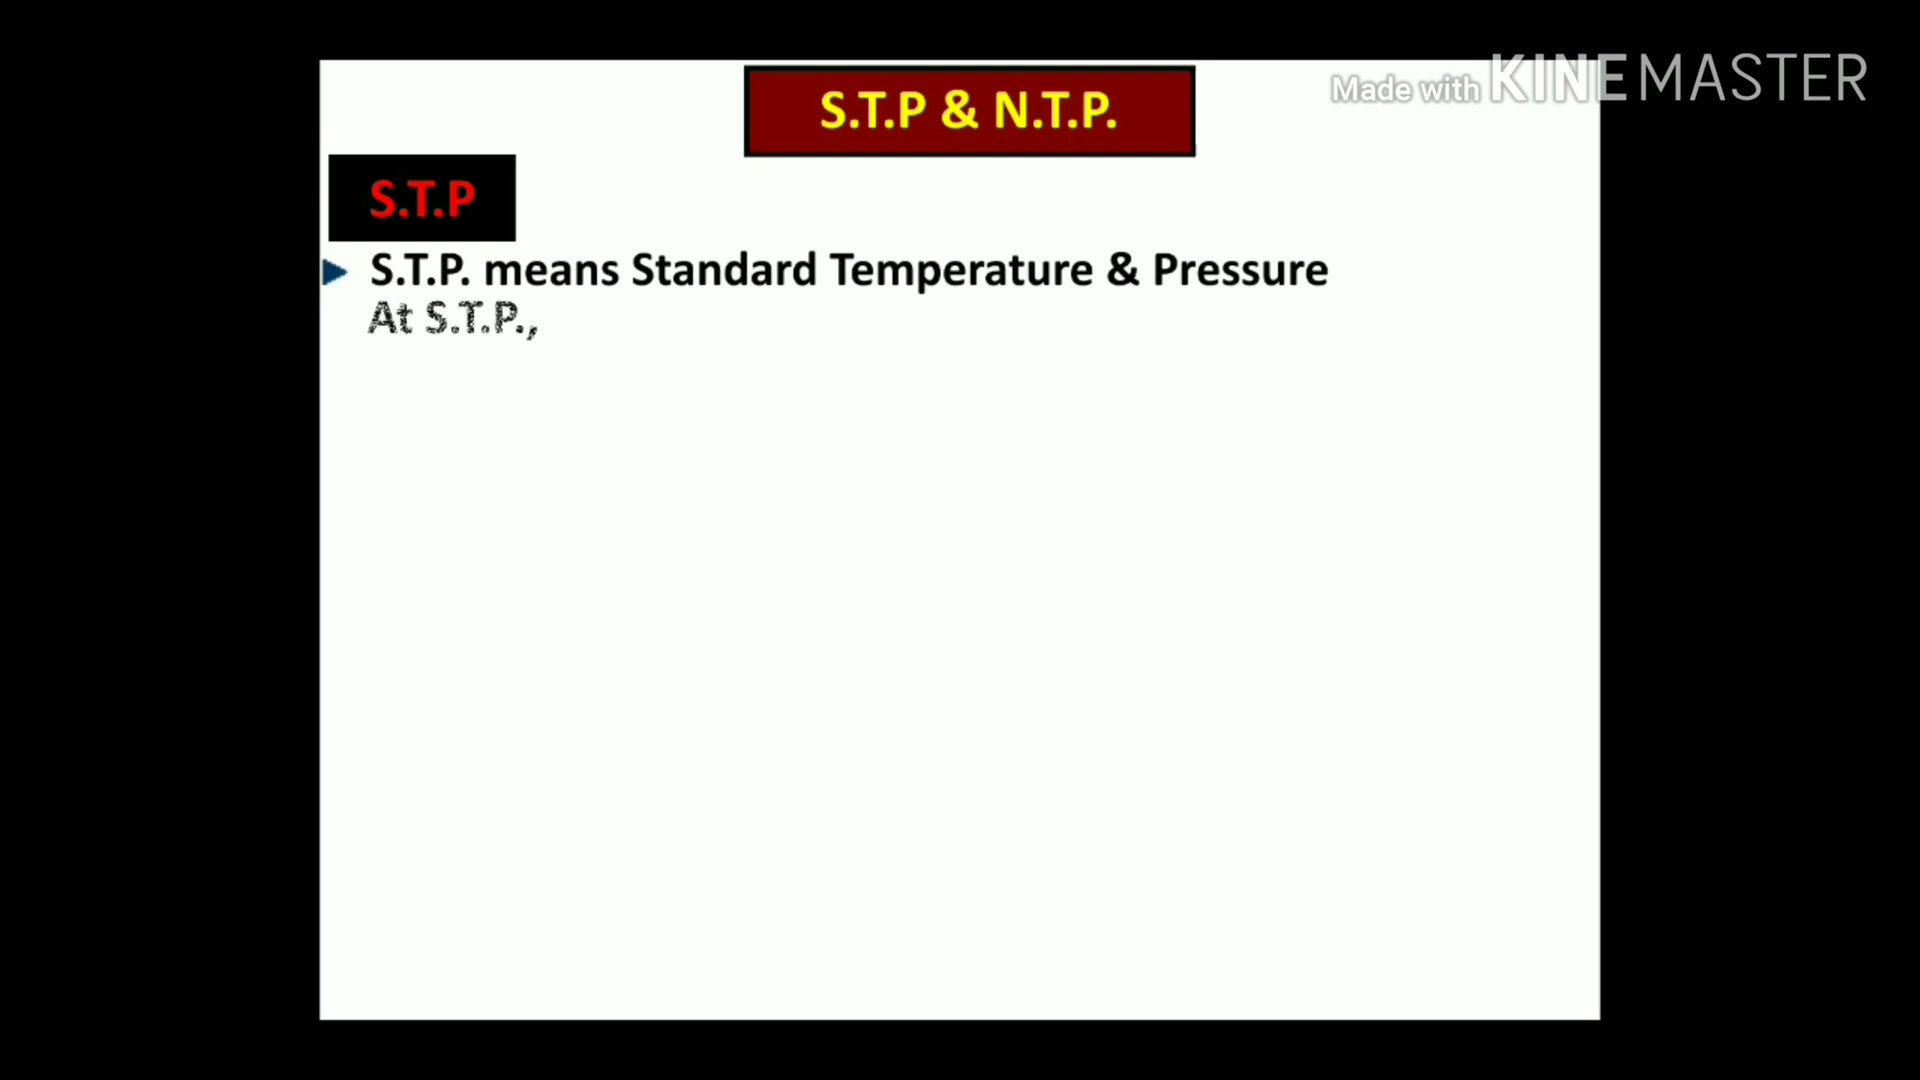 Made with KINEMASTER
S.T.P & N.T.P.
S.T.P
S.T.P. means Standard Temperature & Pressure
At S.T.P.,